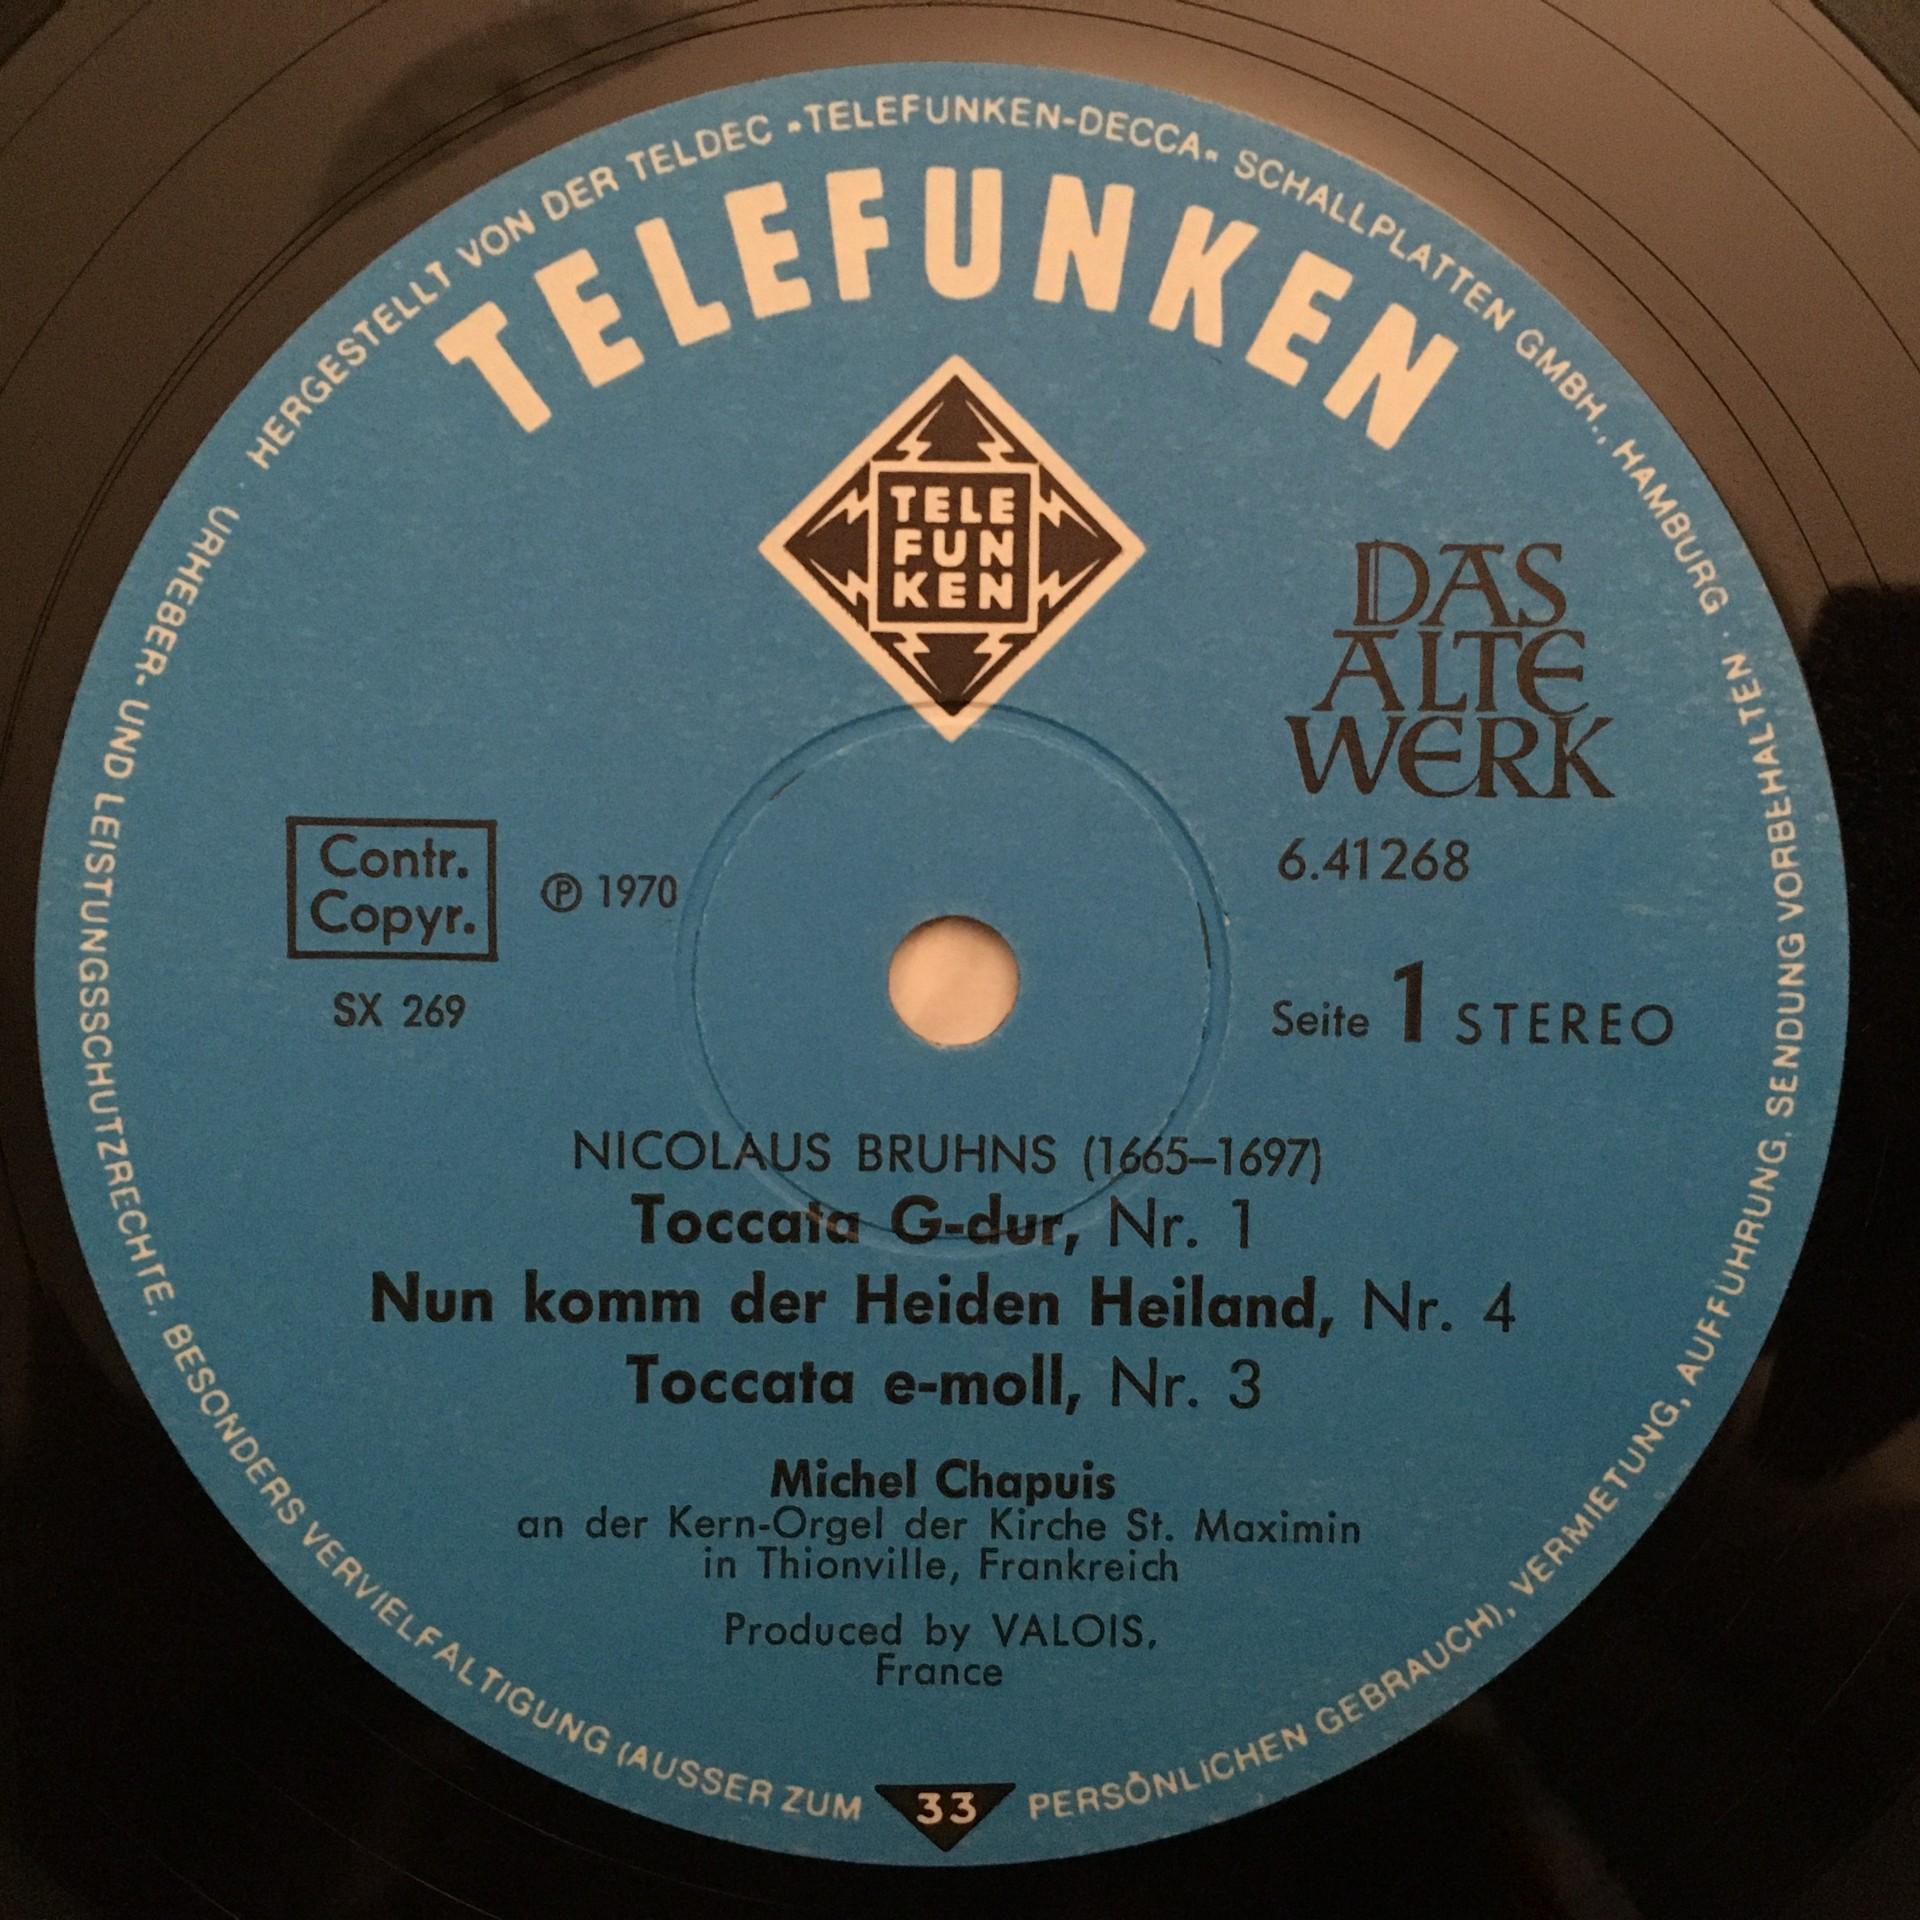 HERGESTELLT VON DER TELDEC »TELEFUNKEN-DECCA« SCHALLPLATTEN GMBH., HAMBURG · URHEBER- UND LEISTUNGSSCHUTZRECHTE, BESONDERS VERVIELFÄLTIGUNG (AUSSER ZUM PERSÖNLICHEN GEBRAUCH), VERMIETUNG, AUFFÜHRUNG, SENDUNG VORBEHALTEN ·
TELEFUNKEN
TELE
FUN
KEN
DAS
ALTE
WERK
6.41268
Contr.
Copyr.
℗ 1970
SX 269
Seite 1 STEREO
NICOLAUS BRUHNS (1665–1697)
Toccata G-dur, Nr. 1
Nun komm der Heiden Heiland, Nr. 4
Toccata e-moll, Nr. 3
Michel Chapuis
an der Kern-Orgel der Kirche St. Maximin
in Thionville, Frankreich
Produced by VALOIS,
France
33